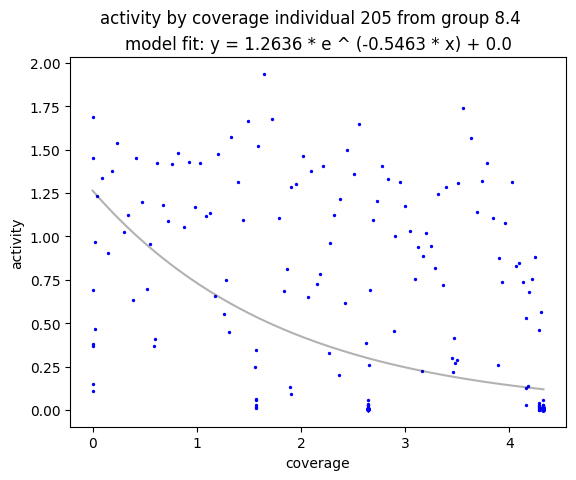 activity by coverage individual 205 from group 8.4
model fit: y = 1.2636 * e ^ (-0.5463 * x) + 0.0
2.00
1.75
1.50
1.25
1.00
0.75
0.50
0.25
0.00
activity
0 1 2 3 4
coverage